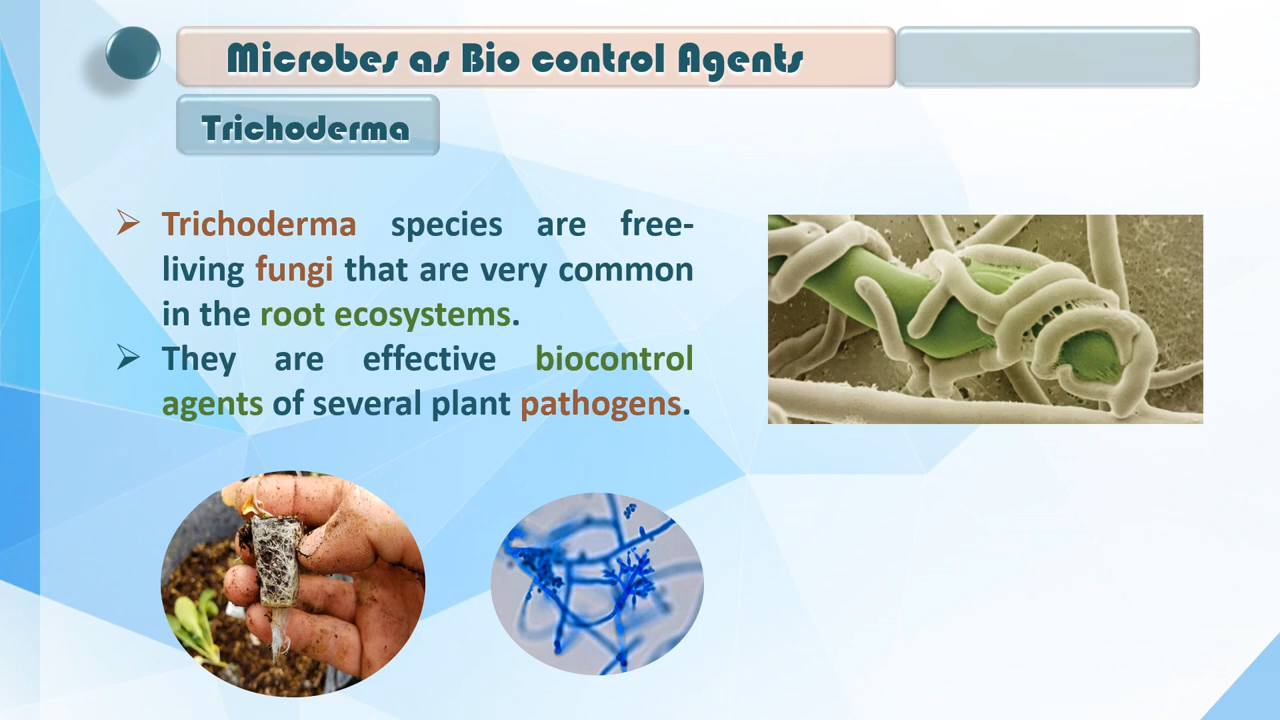 Microbes as Bio control Agents
Trichoderma
➢ Trichoderma species are free-
living fungi that are very common
in the root ecosystems.
➢ They are effective biocontrol
agents of several plant pathogens.